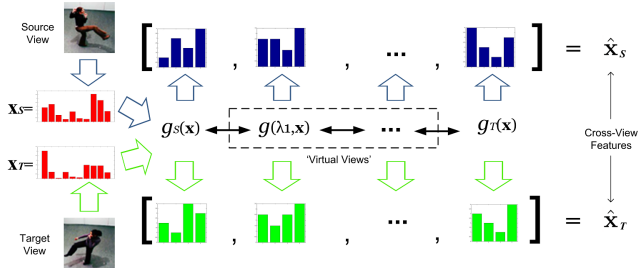 Source
View
[ , , ... , ] = x̂_S
x_S=
g_S(x) g(λ1,x) ... g_T(x)
Cross-View
Features
x_T=
'Virtual Views'
[ , , ... , ] = x̂_T
Target
View